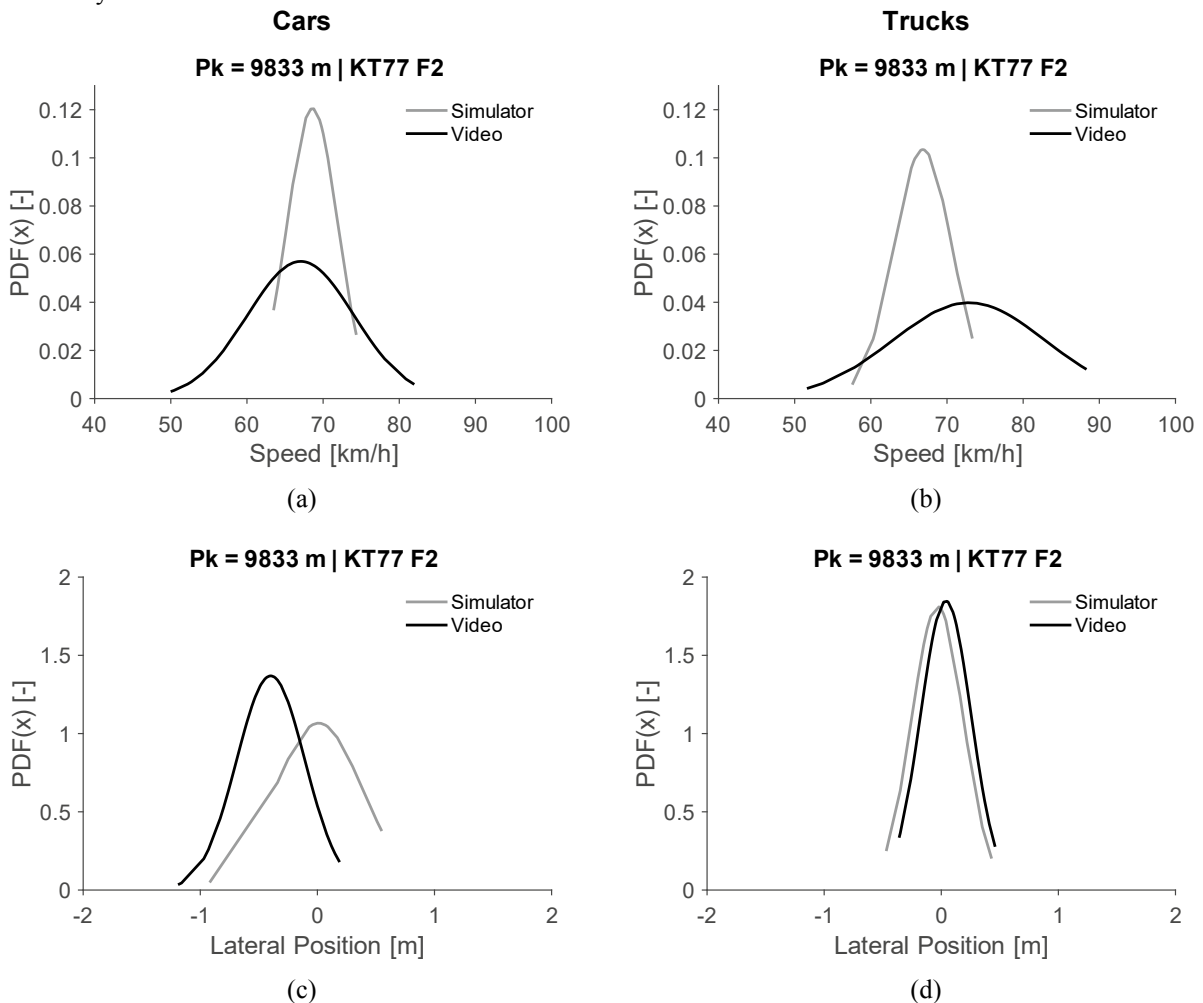 Cars
Trucks
Pk = 9833 m | KT77 F2
Simulator
Video
0.12
0.1
0.08
0.06
0.04
0.02
0
PDF(x) [-]
40 50 60 70 80 90 100
Speed [km/h]
(a)
Pk = 9833 m | KT77 F2
Simulator
Video
0.12
0.1
0.08
0.06
0.04
0.02
0
PDF(x) [-]
40 50 60 70 80 90 100
Speed [km/h]
(b)
Pk = 9833 m | KT77 F2
Simulator
Video
2
1.5
1
0.5
0
PDF(x) [-]
-2 -1 0 1 2
Lateral Position [m]
(c)
Pk = 9833 m | KT77 F2
Simulator
Video
2
1.5
1
0.5
0
PDF(x) [-]
-2 -1 0 1 2
Lateral Position [m]
(d)